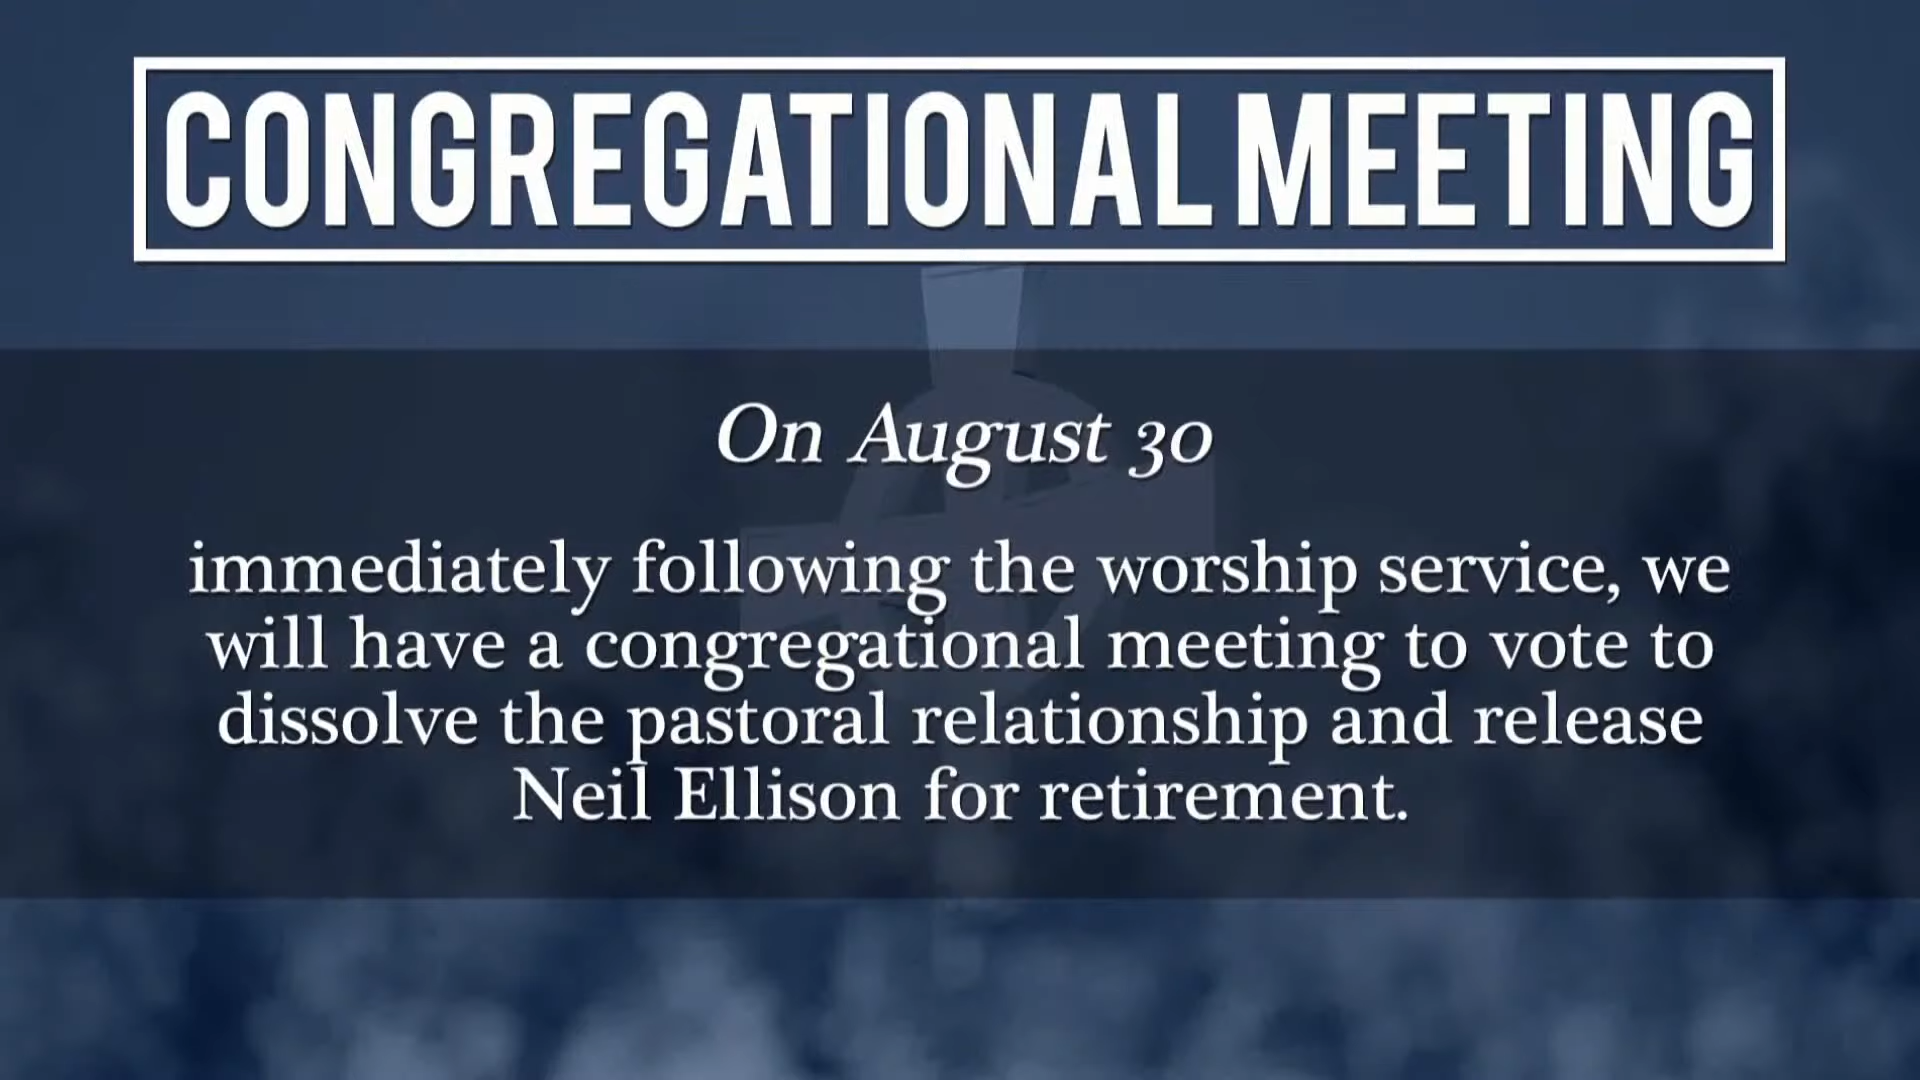 CONGREGATIONAL MEETING
On August 30
immediately following the worship service, we
will have a congregational meeting to vote to
dissolve the pastoral relationship and release
Neil Ellison for retirement.